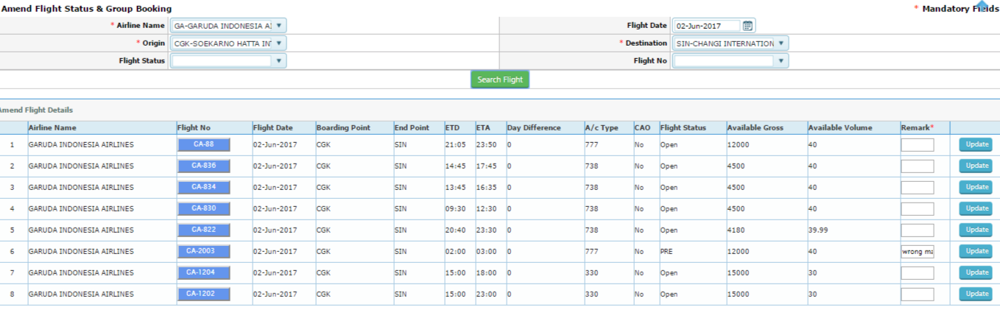 Amend Flight Status & Group Booking * Mandatory Fields
* Airline Name GA-GARUDA INDONESIA AI Flight Date 02-Jun-2017
* Origin CGK-SOEKARNO HATTA IN * Destination SIN-CHANGI INTERNATION
Flight Status Flight No
Search Flight
Amend Flight Details
Airline Name Flight No Flight Date Boarding Point End Point ETD ETA Day Difference A/c Type CAO Flight Status Available Gross Available Volume Remark*
1 GARUDA INDONESIA AIRLINES GA-88 02-Jun-2017 CGK SIN 21:05 23:50 0 777 No Open 12000 40 Update
2 GARUDA INDONESIA AIRLINES GA-836 02-Jun-2017 CGK SIN 14:45 17:45 0 738 No Open 4500 40 Update
3 GARUDA INDONESIA AIRLINES GA-834 02-Jun-2017 CGK SIN 13:45 16:35 0 738 No Open 4500 40 Update
4 GARUDA INDONESIA AIRLINES GA-830 02-Jun-2017 CGK SIN 09:30 12:30 0 738 No Open 4500 40 Update
5 GARUDA INDONESIA AIRLINES GA-822 02-Jun-2017 CGK SIN 20:40 23:30 0 738 No Open 4180 39.99 Update
6 GARUDA INDONESIA AIRLINES GA-2003 02-Jun-2017 CGK SIN 02:00 03:00 0 777 No PRE 12000 40 wrong ma Update
7 GARUDA INDONESIA AIRLINES GA-1204 02-Jun-2017 CGK SIN 15:00 18:00 0 330 No Open 15000 30 Update
8 GARUDA INDONESIA AIRLINES GA-1202 02-Jun-2017 CGK SIN 15:00 23:00 0 330 No Open 15000 30 Update